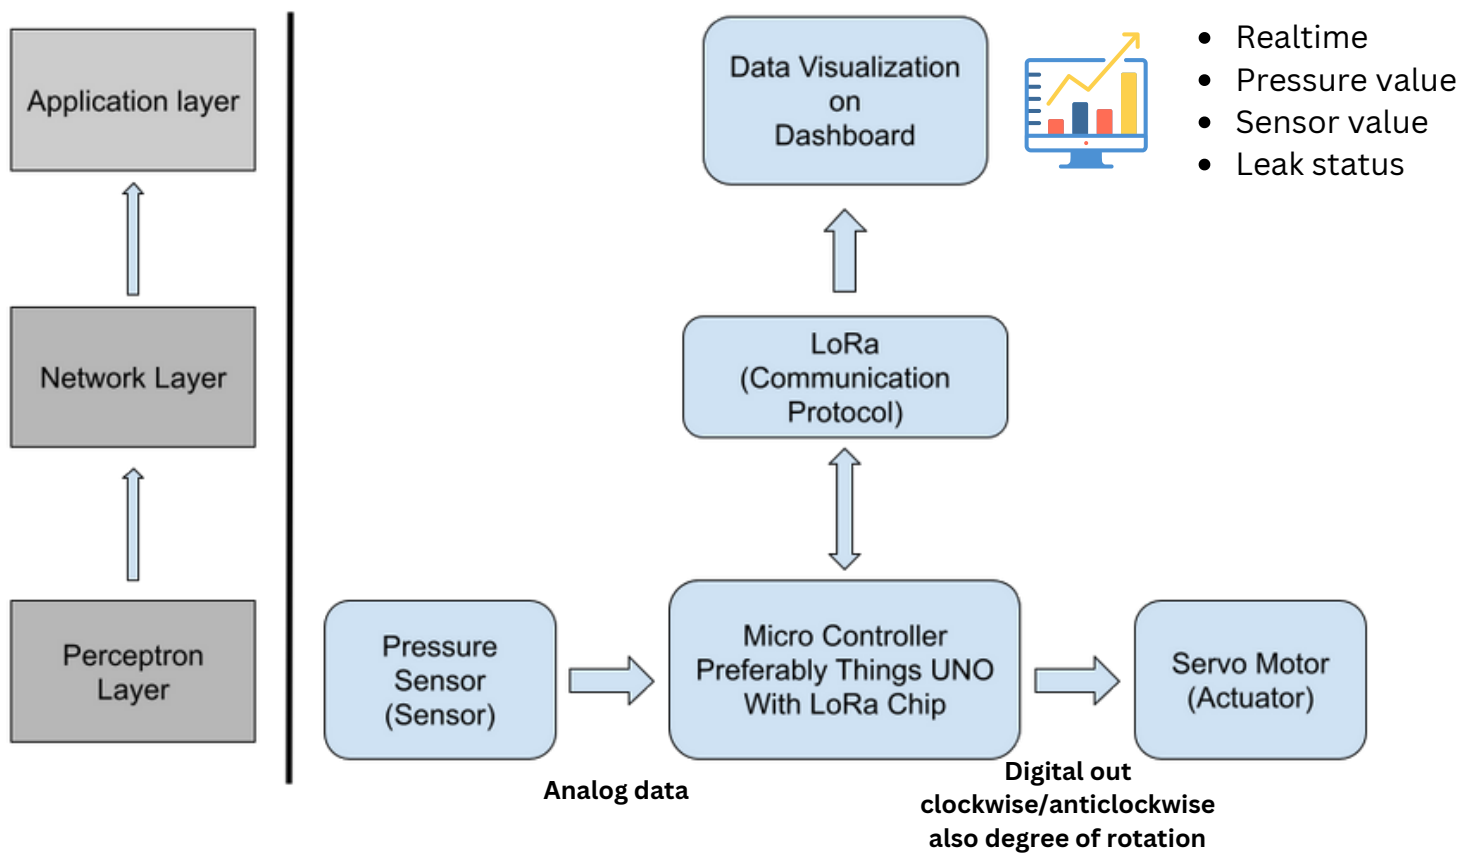 Application layer
Network Layer
Perceptron
Layer
Data Visualization
on
Dashboard
Realtime
Pressure value
Sensor value
Leak status
LoRa
(Communication
Protocol)
Pressure
Sensor
(Sensor)
Micro Controller
Preferably Things UNO
With LoRa Chip
Servo Motor
(Actuator)
Analog data
Digital out
clockwise/anticlockwise
also degree of rotation